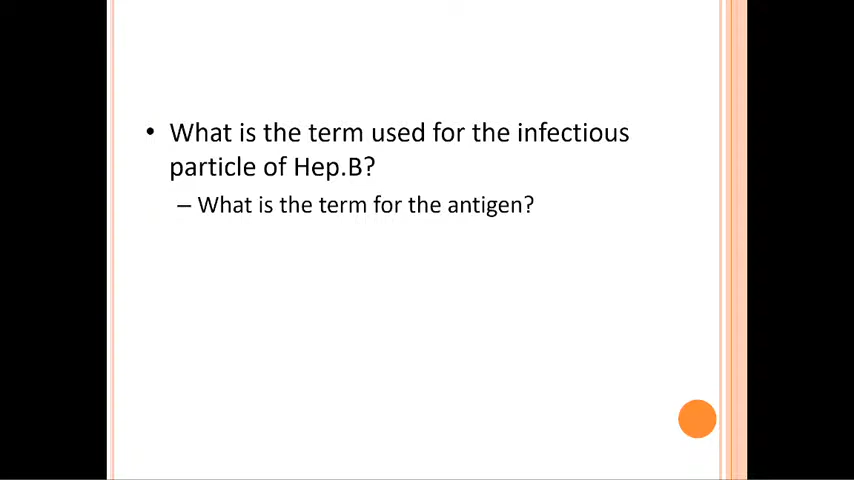 • What is the term used for the infectious
particle of Hep.B?
– What is the term for the antigen?